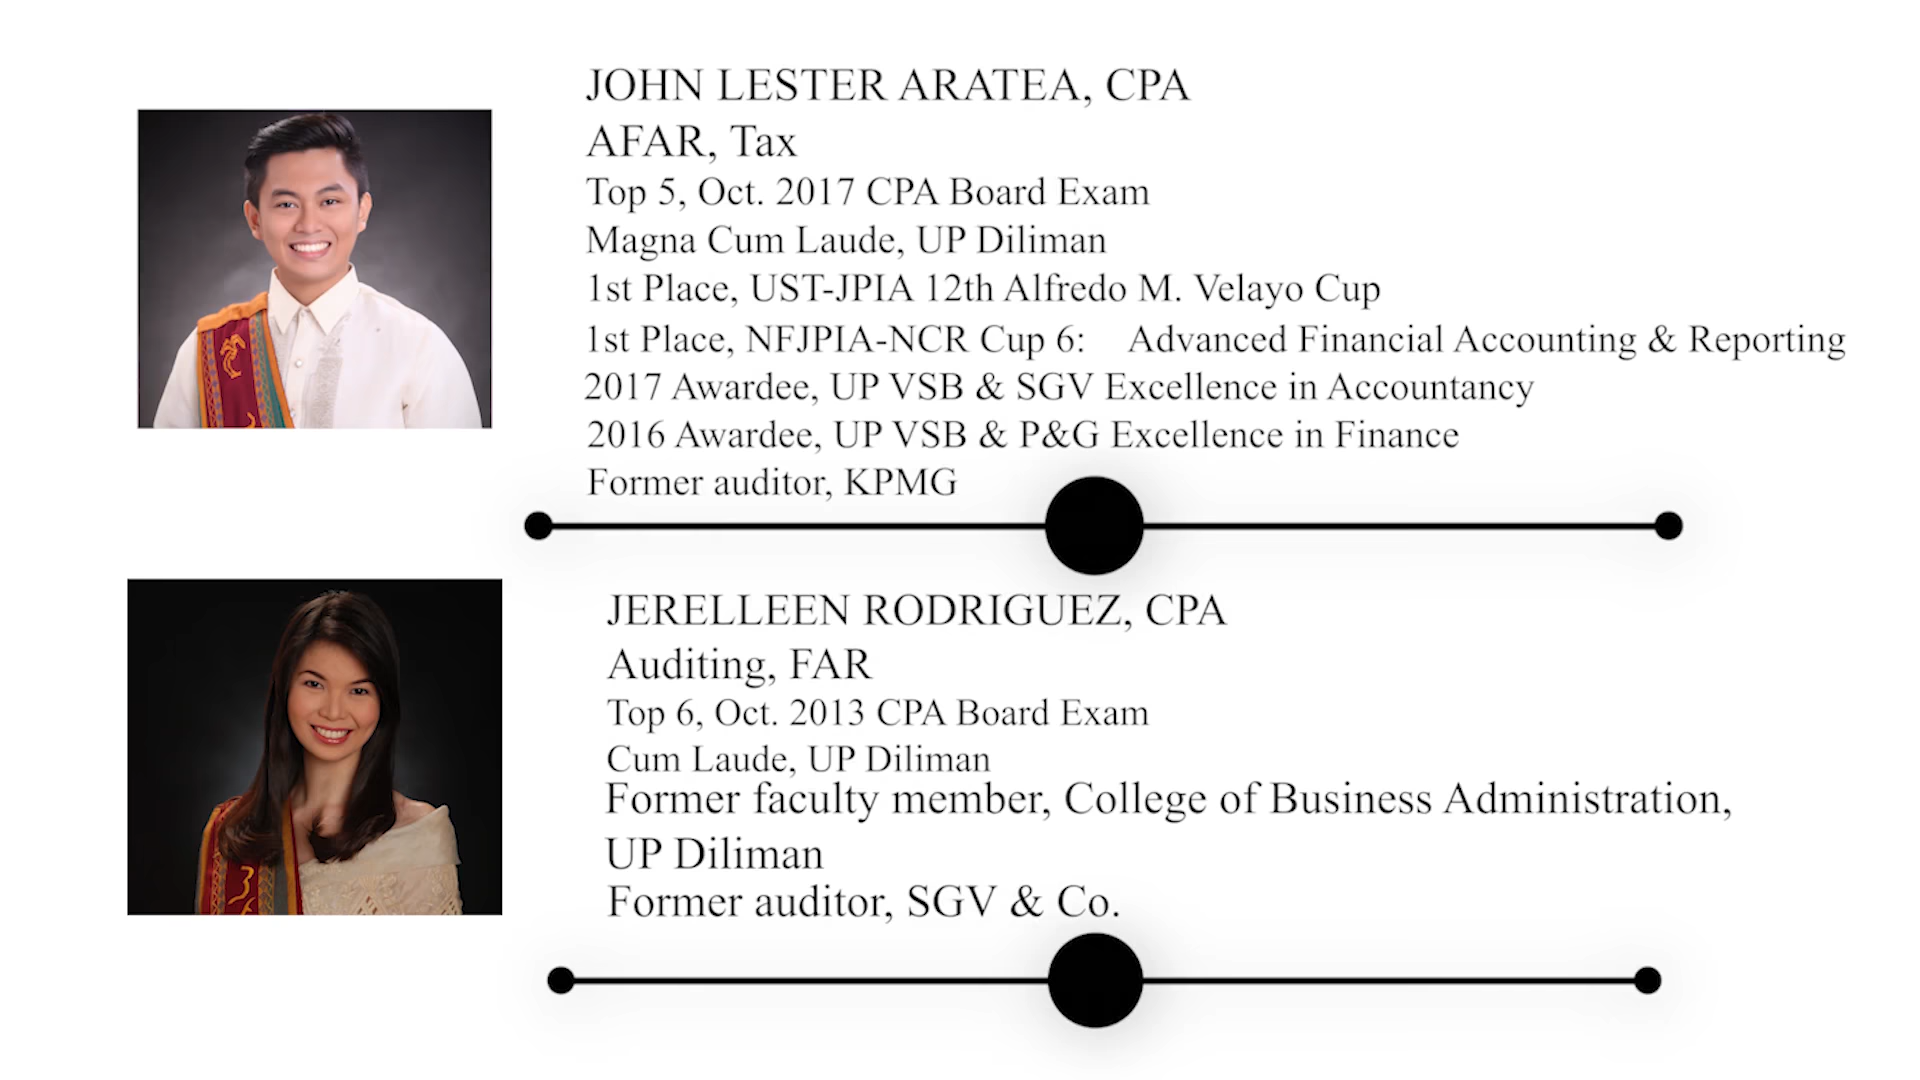 JOHN LESTER ARATEA, CPA
AFAR, Tax
Top 5, Oct. 2017 CPA Board Exam
Magna Cum Laude, UP Diliman
1st Place, UST-JPIA 12th Alfredo M. Velayo Cup
1st Place, NFJPIA-NCR Cup 6: Advanced Financial Accounting & Reporting
2017 Awardee, UP VSB & SGV Excellence in Accountancy
2016 Awardee, UP VSB & P&G Excellence in Finance
Former auditor, KPMG
JERELLEEN RODRIGUEZ, CPA
Auditing, FAR
Top 6, Oct. 2013 CPA Board Exam
Cum Laude, UP Diliman
Former faculty member, College of Business Administration,
UP Diliman
Former auditor, SGV & Co.